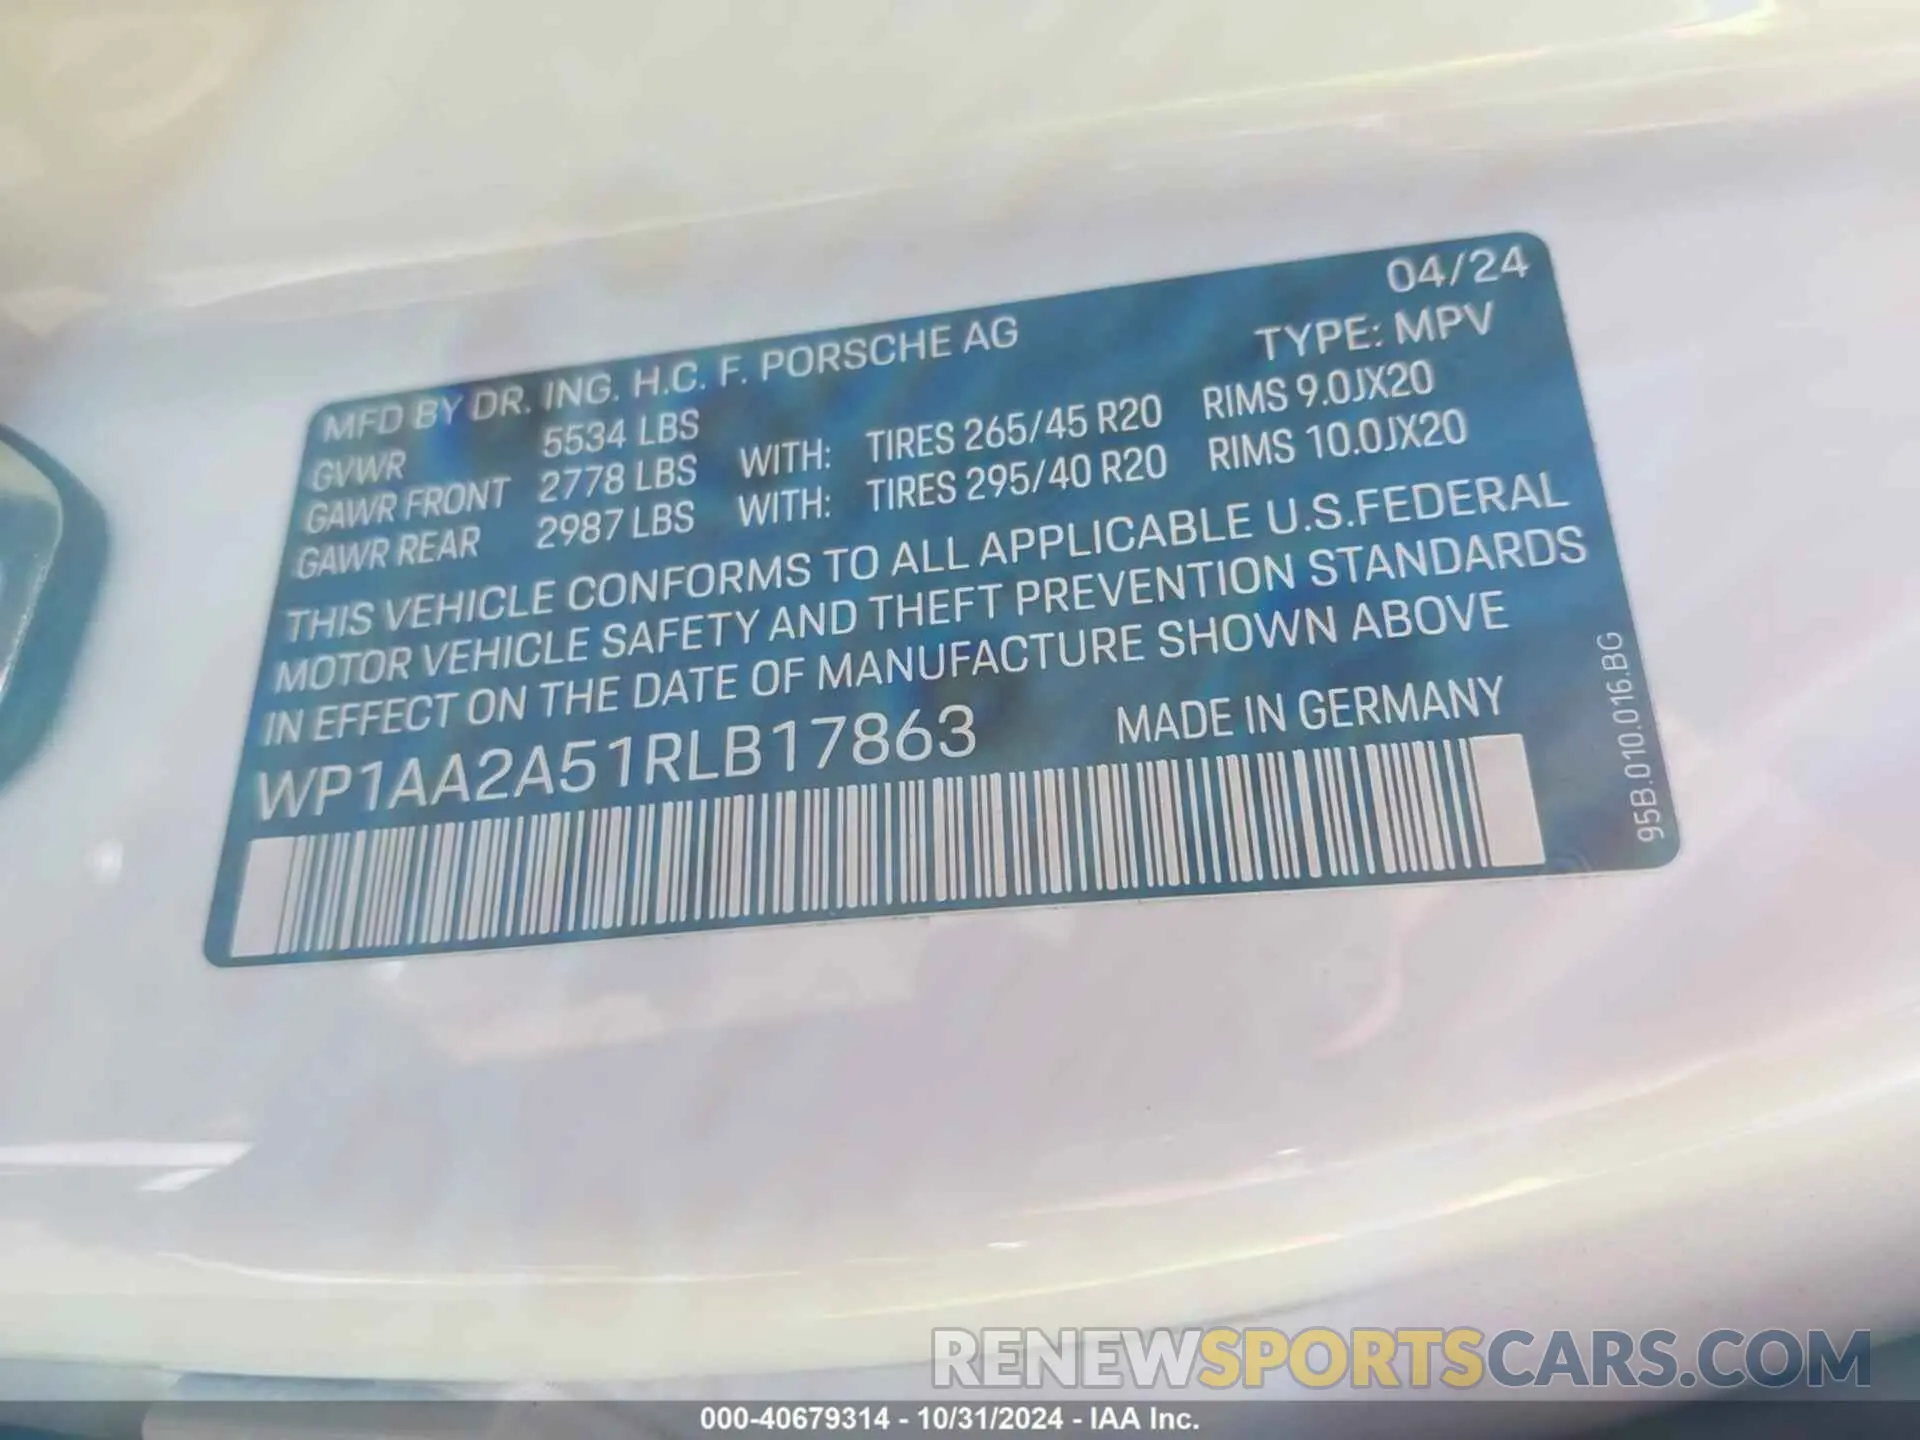 04/24
MFD BY DR. ING. H.C. F. PORSCHE AG TYPE: MPV
GVWR 5534 LBS
GAWR FRONT 2778 LBS WITH: TIRES 265/45 R20 RIMS 9.0JX20
GAWR REAR 2987 LBS WITH: TIRES 295/40 R20 RIMS 10.0JX20
THIS VEHICLE CONFORMS TO ALL APPLICABLE U.S.FEDERAL
MOTOR VEHICLE SAFETY AND THEFT PREVENTION STANDARDS
IN EFFECT ON THE DATE OF MANUFACTURE SHOWN ABOVE
WP1AA2A51RLB17863 MADE IN GERMANY
95B.010.016.BG
RENEWSPORTSCARS.COM
000-40679314 - 10/31/2024 - IAA Inc.